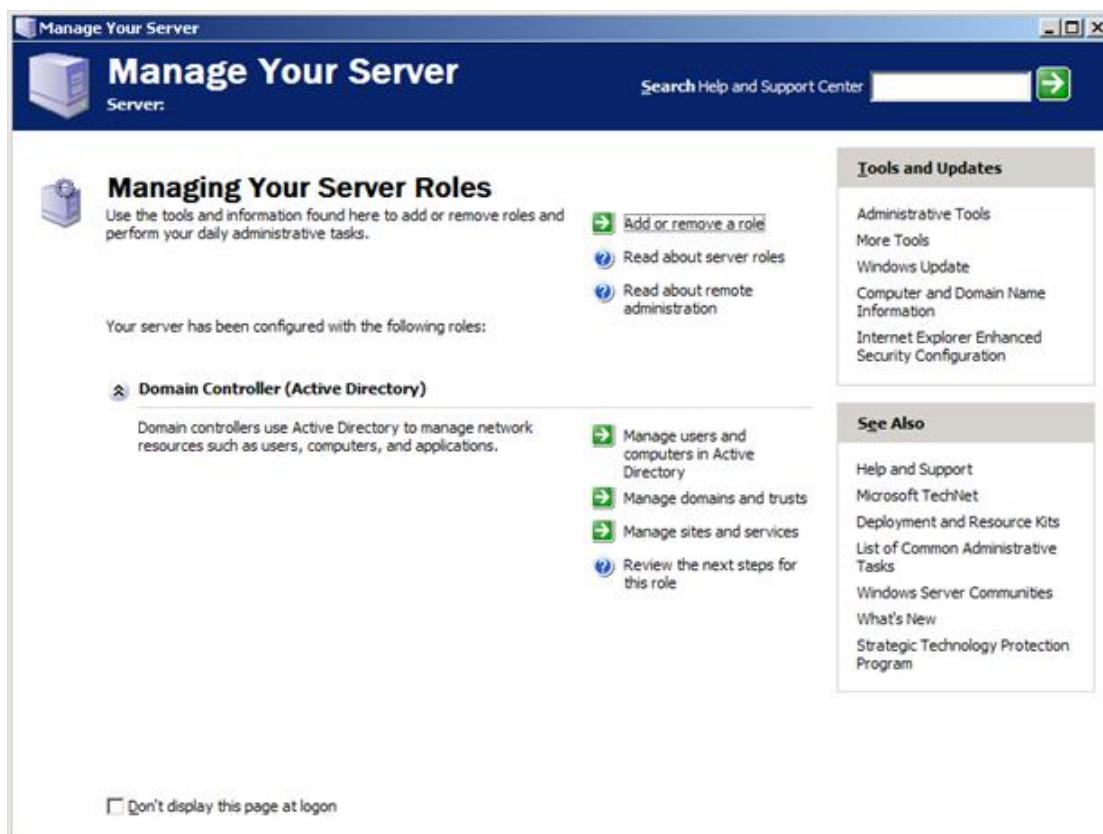 Manage Your Server
Manage Your Server
Server:
Search Help and Support Center
Managing Your Server Roles
Use the tools and information found here to add or remove roles and
perform your daily administrative tasks.
Add or remove a role
Read about server roles
Read about remote
administration
Your server has been configured with the following roles:
Domain Controller (Active Directory)
Domain controllers use Active Directory to manage network
resources such as users, computers, and applications.
Manage users and
computers in Active
Directory
Manage domains and trusts
Manage sites and services
Review the next steps for
this role
Tools and Updates
Administrative Tools
More Tools
Windows Update
Computer and Domain Name
Information
Internet Explorer Enhanced
Security Configuration
See Also
Help and Support
Microsoft TechNet
Deployment and Resource Kits
List of Common Administrative
Tasks
Windows Server Communities
What's New
Strategic Technology Protection
Program
Don't display this page at logon